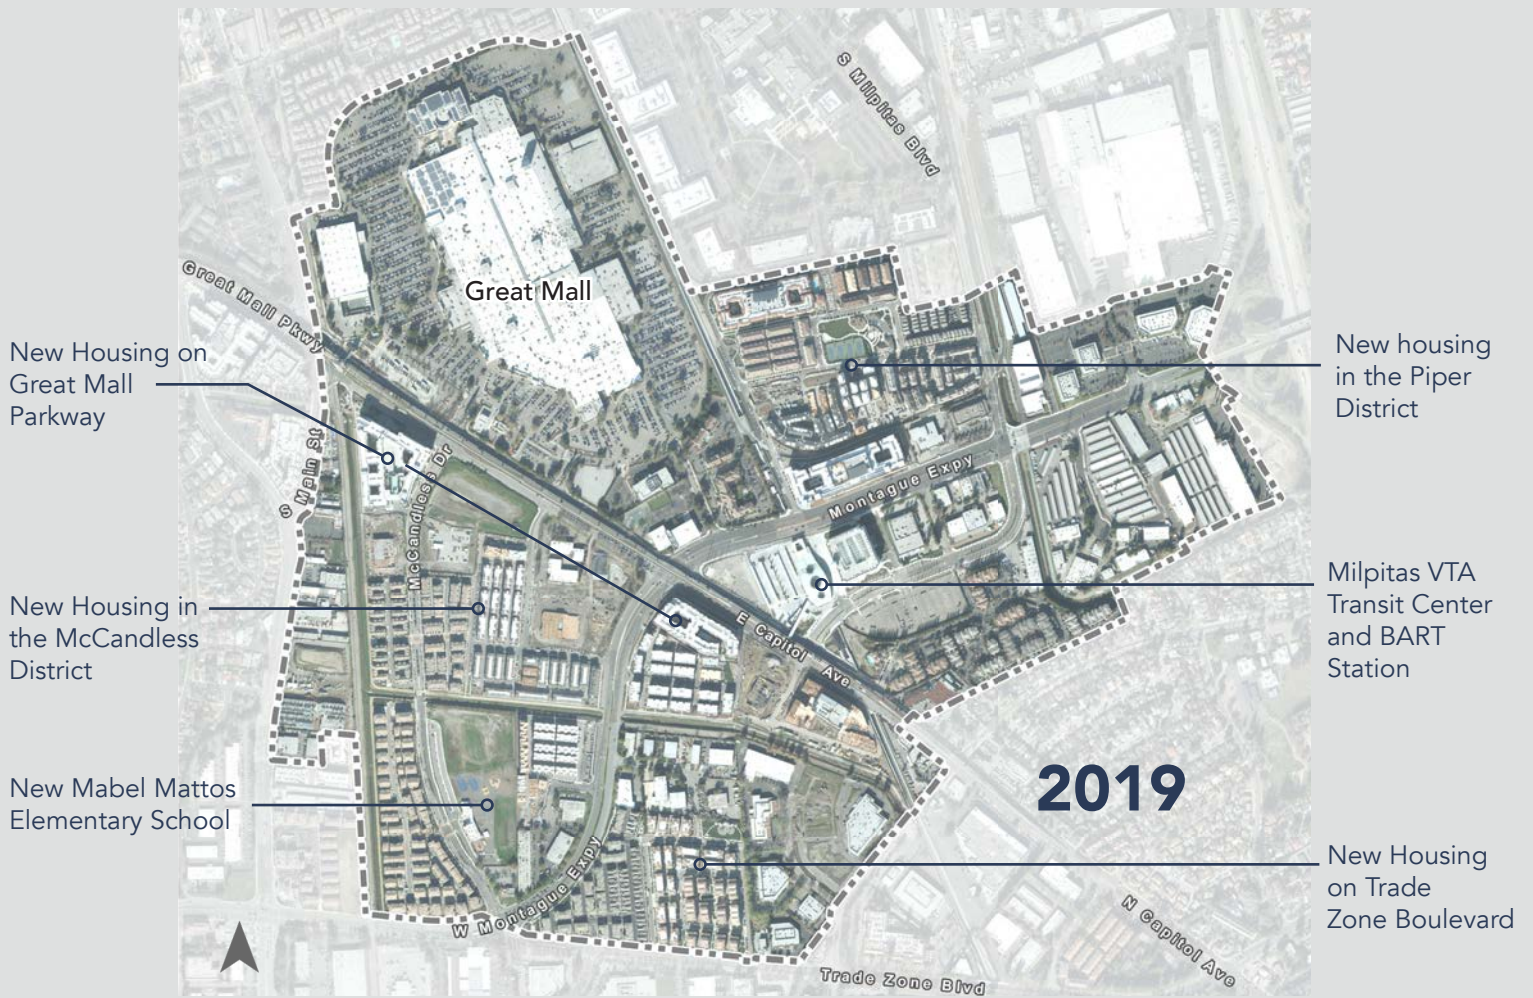 S Milpitas Blvd
Great Mall Pkwy
Great Mall
New Housing on
Great Mall
Parkway
New housing
in the Piper
District
S Main St
McCandless Dr
Montague Expy
New Housing in
the McCandless
District
E Capitol Ave
Milpitas VTA
Transit Center
and BART
Station
New Mabel Mattos
Elementary School
2019
W Montague Expy
New Housing
on Trade
Zone Boulevard
N Capitol Ave
Trade Zone Blvd